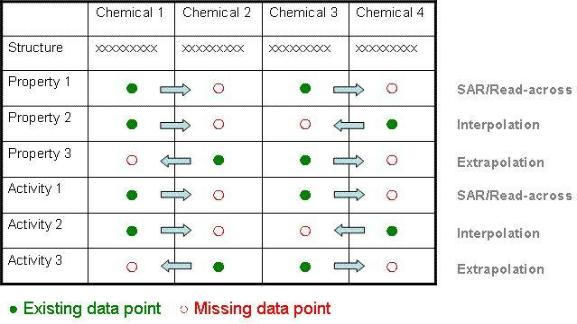 Chemical 1 Chemical 2 Chemical 3 Chemical 4
Structure xxxxxxxxx xxxxxxxxx xxxxxxxxx xxxxxxxxx
Property 1 SAR/Read-across
Property 2 Interpolation
Property 3 Extrapolation
Activity 1 SAR/Read-across
Activity 2 Interpolation
Activity 3 Extrapolation
Existing data point Missing data point